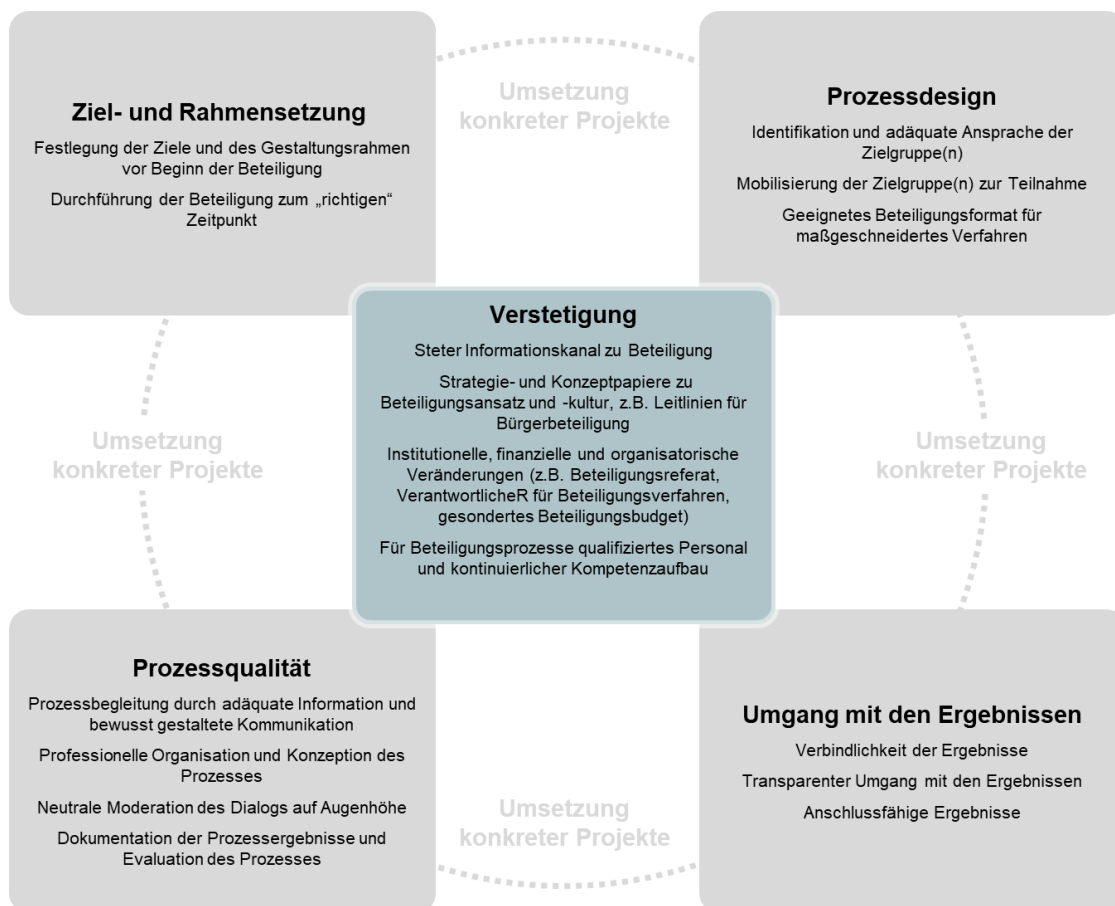 Ziel- und Rahmensetzung
Festlegung der Ziele und des Gestaltungsrahmen
vor Beginn der Beteiligung
Durchführung der Beteiligung zum „richtigen“
Zeitpunkt
Umsetzung
konkreter Projekte
Prozessdesign
Identifikation und adäquate Ansprache der
Zielgruppe(n)
Mobilisierung der Zielgruppe(n) zur Teilnahme
Geeignetes Beteiligungsformat für
maßgeschneidertes Verfahren
Umsetzung
konkreter Projekte
Verstetigung
Steter Informationskanal zu Beteiligung
Strategie- und Konzeptpapiere zu
Beteiligungsansatz und -kultur, z.B. Leitlinien für
Bürgerbeteiligung
Institutionelle, finanzielle und organisatorische
Veränderungen (z.B. Beteiligungsreferat,
VerantwortlicheR für Beteiligungsverfahren,
gesondertes Beteiligungsbudget)
Für Beteiligungsprozesse qualifiziertes Personal
und kontinuierlicher Kompetenzaufbau
Umsetzung
konkreter Projekte
Prozessqualität
Prozessbegleitung durch adäquate Information und
bewusst gestaltete Kommunikation
Professionelle Organisation und Konzeption des
Prozesses
Neutrale Moderation des Dialogs auf Augenhöhe
Dokumentation der Prozessergebnisse und
Evaluation des Prozesses
Umsetzung
konkreter Projekte
Umgang mit den Ergebnissen
Verbindlichkeit der Ergebnisse
Transparenter Umgang mit den Ergebnissen
Anschlussfähige Ergebnisse